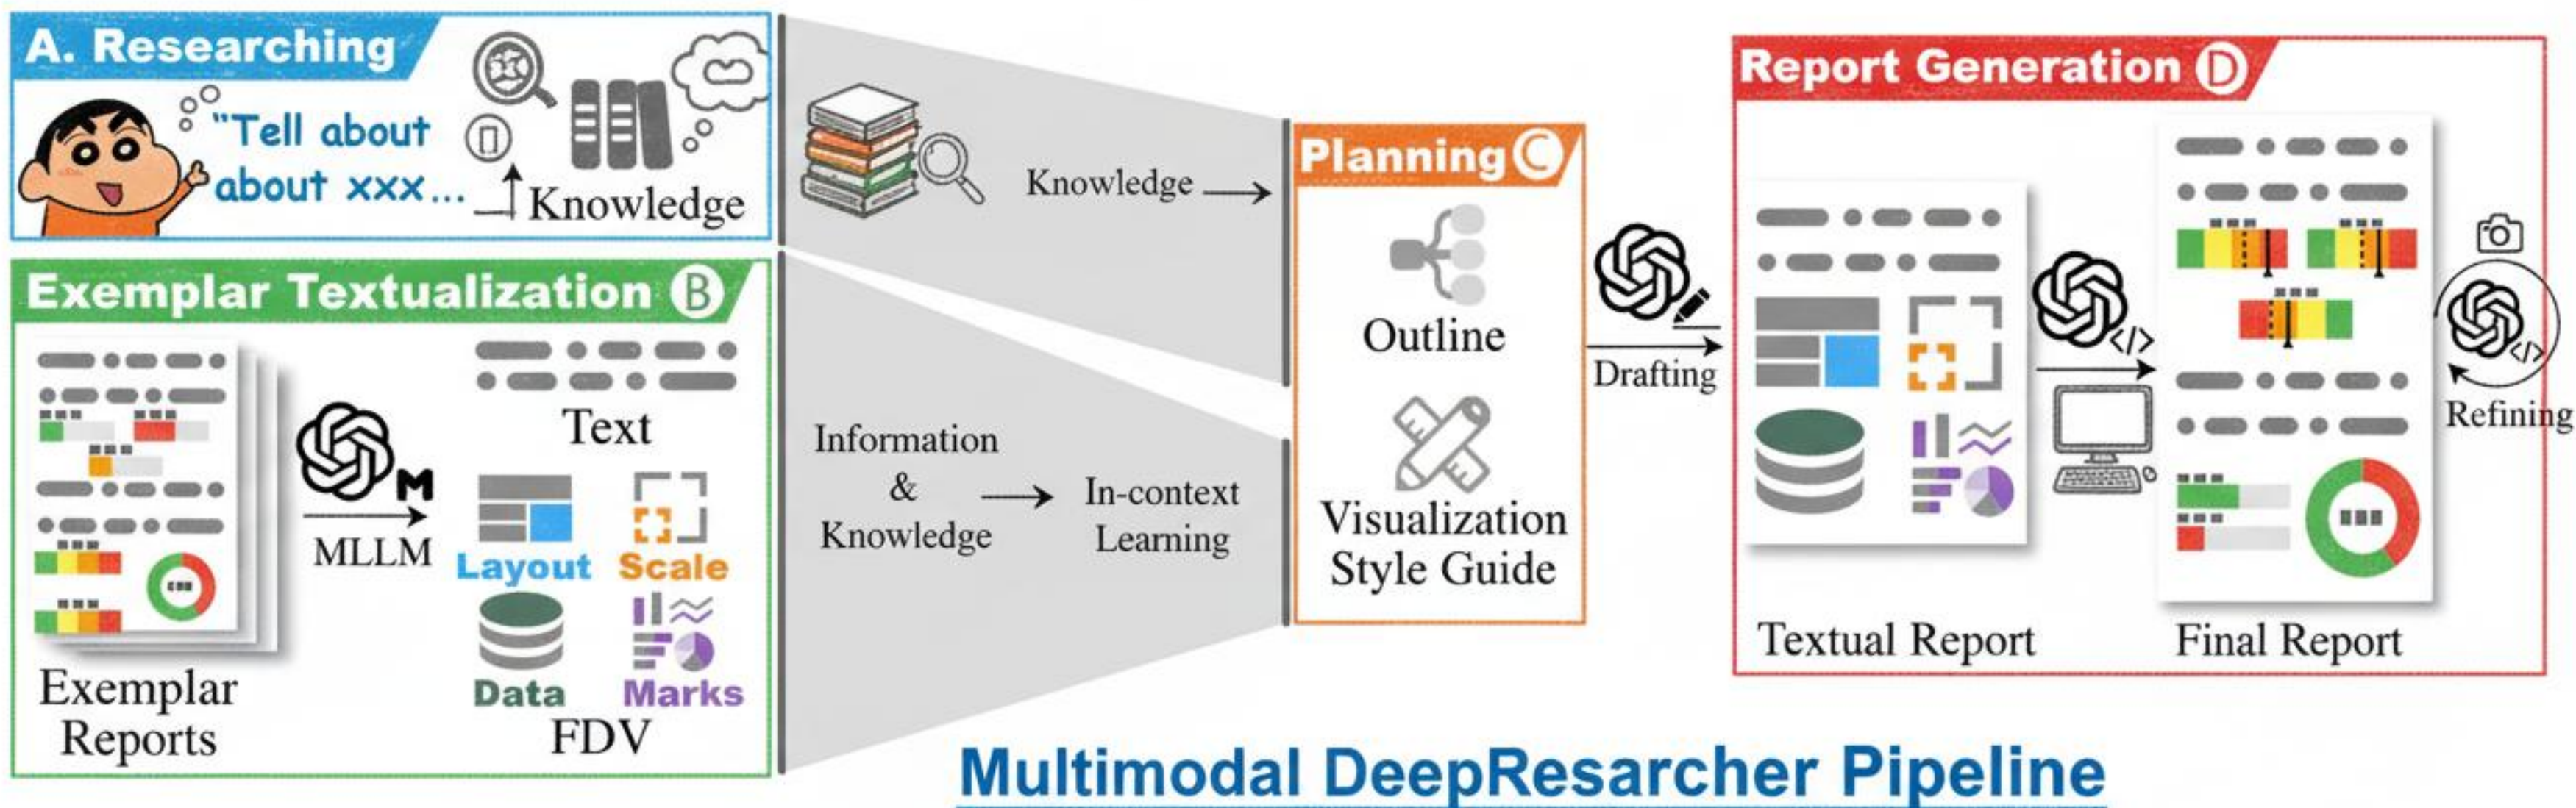 A. Researching
"Tell about
about xxx...
Knowledge
Exemplar Textualization B
MLLM
M
Exemplar
Reports
Text
Layout
Scale
Data
Marks
FDV
Knowledge
Information
&
Knowledge
In-context
Learning
Planning C
Outline
Visualization
Style Guide
Drafting
Report Generation D
</>
Textual Report
Final Report
</>
Refining
Multimodal DeepResarcher Pipeline